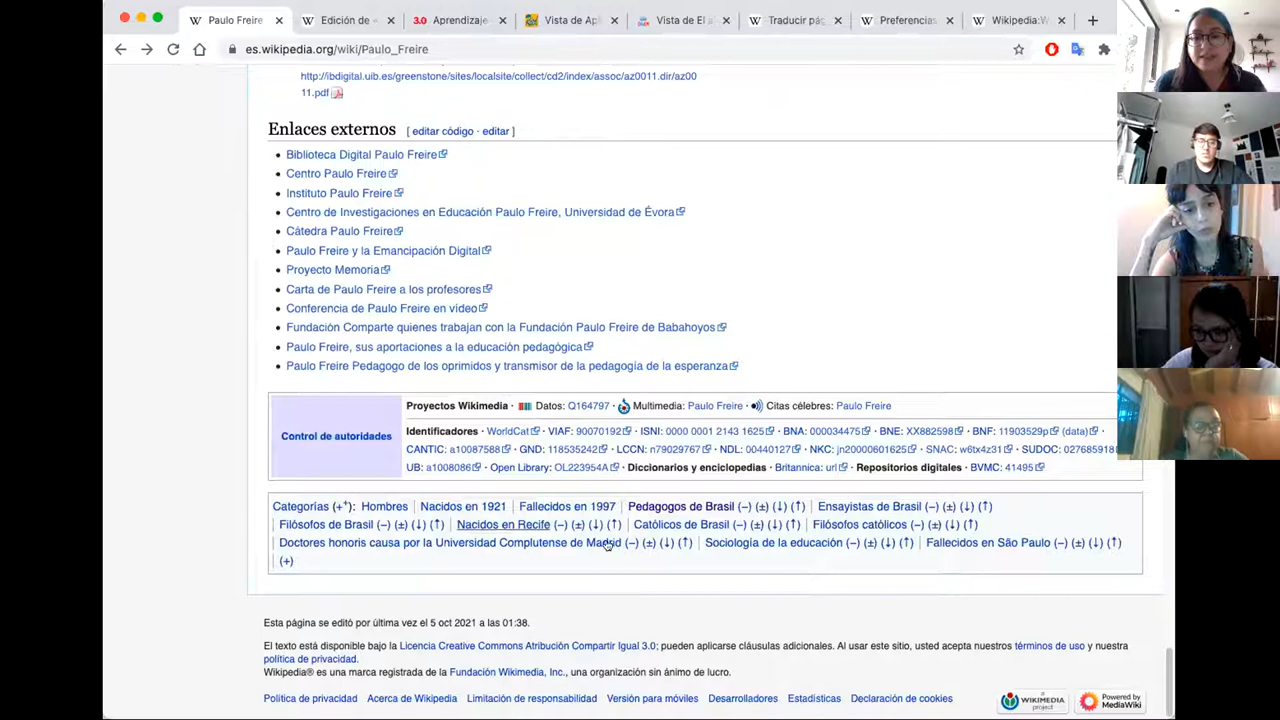 Paulo Freire
Edición de
Aprendizaje
Vista de Apl
Vista de El a
Traducir pág
Preferencias
Wikipedia:W
es.wikipedia.org/wiki/Paulo_Freire
http://ibdigital.uib.es/greenstone/sites/localsite/collect/cd2/index/assoc/az0011.dir/az00
11.pdf
Enlaces externos [ editar código · editar ]
Biblioteca Digital Paulo Freire
Centro Paulo Freire
Instituto Paulo Freire
Centro de Investigaciones en Educación Paulo Freire, Universidad de Évora
Cátedra Paulo Freire
Paulo Freire y la Emancipación Digital
Proyecto Memoria
Carta de Paulo Freire a los profesores
Conferencia de Paulo Freire en vídeo
Fundación Comparte quienes trabajan con la Fundación Paulo Freire de Babahoyos
Paulo Freire, sus aportaciones a la educación pedagógica
Paulo Freire Pedagogo de los oprimidos y transmisor de la pedagogía de la esperanza
Control de autoridades
Proyectos Wikimedia · Datos: Q164797 · Multimedia: Paulo Freire · Citas célebres: Paulo Freire
Identificadores · WorldCat · VIAF: 90070192 · ISNI: 0000 0001 2143 1625 · BNA: 000034475 · BNE: XX882598 · BNF: 11903529p (data) ·
CANTIC: a10087588 · GND: 118535242 · LCCN: n79029767 · NDL: 00440127 · NKC: jn20000601625 · SNAC: w6tx4z31 · SUDOC: 027685918
UB: a1008086 · Open Library: OL223954A · Diccionarios y enciclopedias · Britannica: url · Repositorios digitales · BVMC: 41495
Categorías (+⁺): Hombres | Nacidos en 1921 | Fallecidos en 1997 | Pedagogos de Brasil (−) (±) (↓) (↑) | Ensayistas de Brasil (−) (±) (↓) (↑)
| Filósofos de Brasil (−) (±) (↓) (↑) | Nacidos en Recife (−) (±) (↓) (↑) | Católicos de Brasil (−) (±) (↓) (↑) | Filósofos católicos (−) (±) (↓) (↑)
| Doctores honoris causa por la Universidad Complutense de Madrid (−) (±) (↓) (↑) | Sociología de la educación (−) (±) (↓) (↑) | Fallecidos en São Paulo (−) (±) (↓) (↑)
| (+)
Esta página se editó por última vez el 5 oct 2021 a las 01:38.
El texto está disponible bajo la Licencia Creative Commons Atribución Compartir Igual 3.0; pueden aplicarse cláusulas adicionales. Al usar este sitio, usted acepta nuestros términos de uso y nuestra
política de privacidad.
Wikipedia® es una marca registrada de la Fundación Wikimedia, Inc., una organización sin ánimo de lucro.
Política de privacidad Acerca de Wikipedia Limitación de responsabilidad Versión para móviles Desarrolladores Estadísticas Declaración de cookies
A WIKIMEDIA project
Powered by MediaWiki